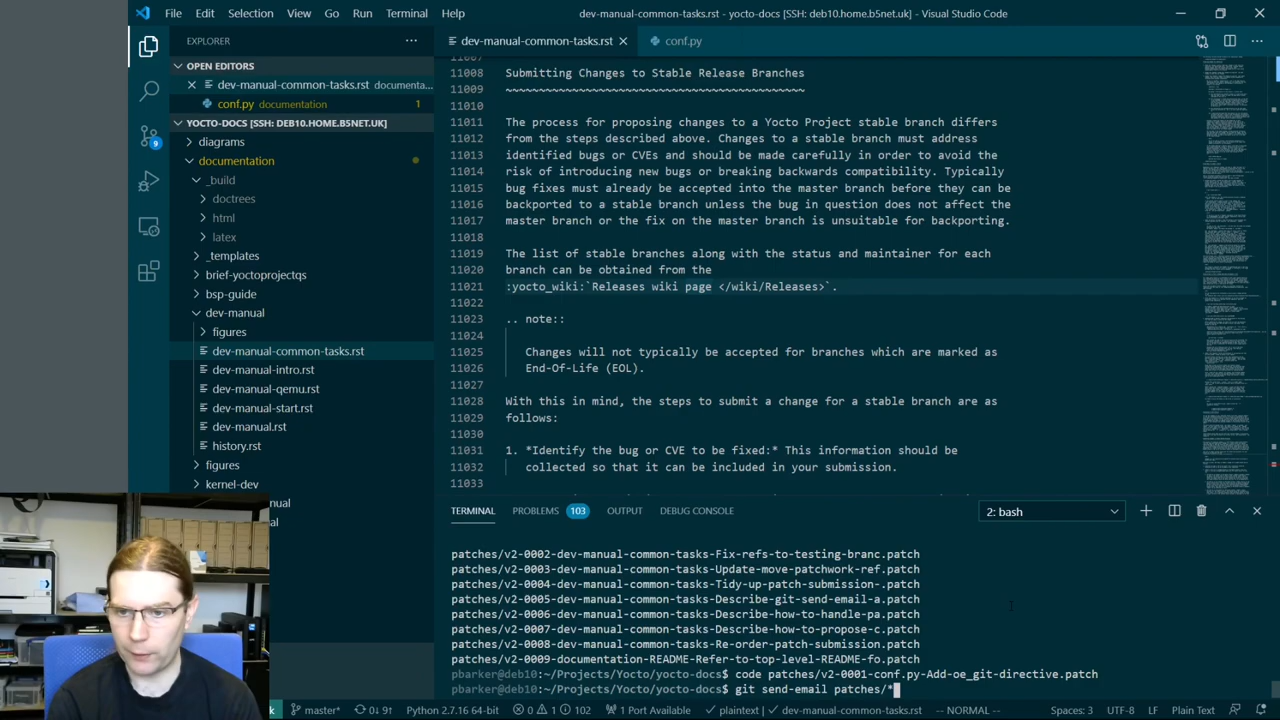 File Edit Selection View Go Run Terminal Help
dev-manual-common-tasks.rst - yocto-docs [SSH: deb10.home.b5net.uk] - Visual Studio Code
EXPLORER
OPEN EDITORS
dev-manual-common-tasks.rst documenta...
conf.py documentation 1
YOCTO-DOCS [SSH: DEB10.HOME.B5NET.UK]
diagrams
documentation
_build
doctrees
html
latex
_templates
brief-yoctoprojectqs
bsp-guide
dev-manual
figures
dev-manual-common-tasks.rst
dev-manual-intro.rst
dev-manual-qemu.rst
dev-manual-start.rst
dev-manual.rst
history.rst
figures
kernel-dev
9
dev-manual-common-tasks.rst
conf.py
11008 Submitting Changes to Stable Release Branches
11009 ~~~~~~~~~~~~~~~~~~~~~~~~~~~~~~~~~~~~~~~~~~~~~
11010
11011 The process for proposing changes to a Yocto Project stable branch differs
11012 from the steps decribed above. Changes to a stable branch must address
11013 identified bugs or CVEs and should be made carefully in order to avoid the
11014 risk of introducing new bugs or breaking backwards compatibility. Typically
11015 bug fixes must already be accepted into the master branch before they can be
11016 backported to a stable branch unless the bug in question does not affect the
11017 master branch or the fix on the master branch is unsuitable for backporting.
11018
11019 The list of stable branches along with the status and maintainer for each
11020 branch can be obtained from the
11021 :yocto_wiki:`Releases wiki page </wiki/Releases>`.
11022
11023 .. note::
11024
11025 Changes will not typically be accepted for branches which are marked as
11026 End-Of-Life (EOL).
11027
11028 With this in mind, the steps to submit a change for a stable branch are as
11029 follows:
11030
11031 tify the bug or CVE to be fixed:* This information should be
11032 lected so that it can be included in your submission.
11033
TERMINAL PROBLEMS 103 OUTPUT DEBUG CONSOLE
2: bash
patches/v2-0002-dev-manual-common-tasks-Fix-refs-to-testing-branc.patch
patches/v2-0003-dev-manual-common-tasks-Update-move-patchwork-ref.patch
patches/v2-0004-dev-manual-common-tasks-Tidy-up-patch-submission-.patch
patches/v2-0005-dev-manual-common-tasks-Describe-git-send-email-a.patch
patches/v2-0006-dev-manual-common-tasks-Describe-how-to-handle-pa.patch
patches/v2-0007-dev-manual-common-tasks-Describe-how-to-propose-c.patch
patches/v2-0008-dev-manual-common-tasks-Re-order-patch-submission.patch
patches/v2-0009-documentation-README-Refer-to-top-level-README-fo.patch
pbarker@deb10:~/Projects/Yocto/yocto-docs$ code patches/v2-0001-conf.py-Add-oe_git-directive.patch
pbarker@deb10:~/Projects/Yocto/yocto-docs$ git send-email patches/*
master* 0↓ 9↑ Python 2.7.16 64-bit 0 1 102 1 Port Available plaintext | dev-manual-common-tasks.rst -- NORMAL -- Spaces: 3 UTF-8 LF Plain Text